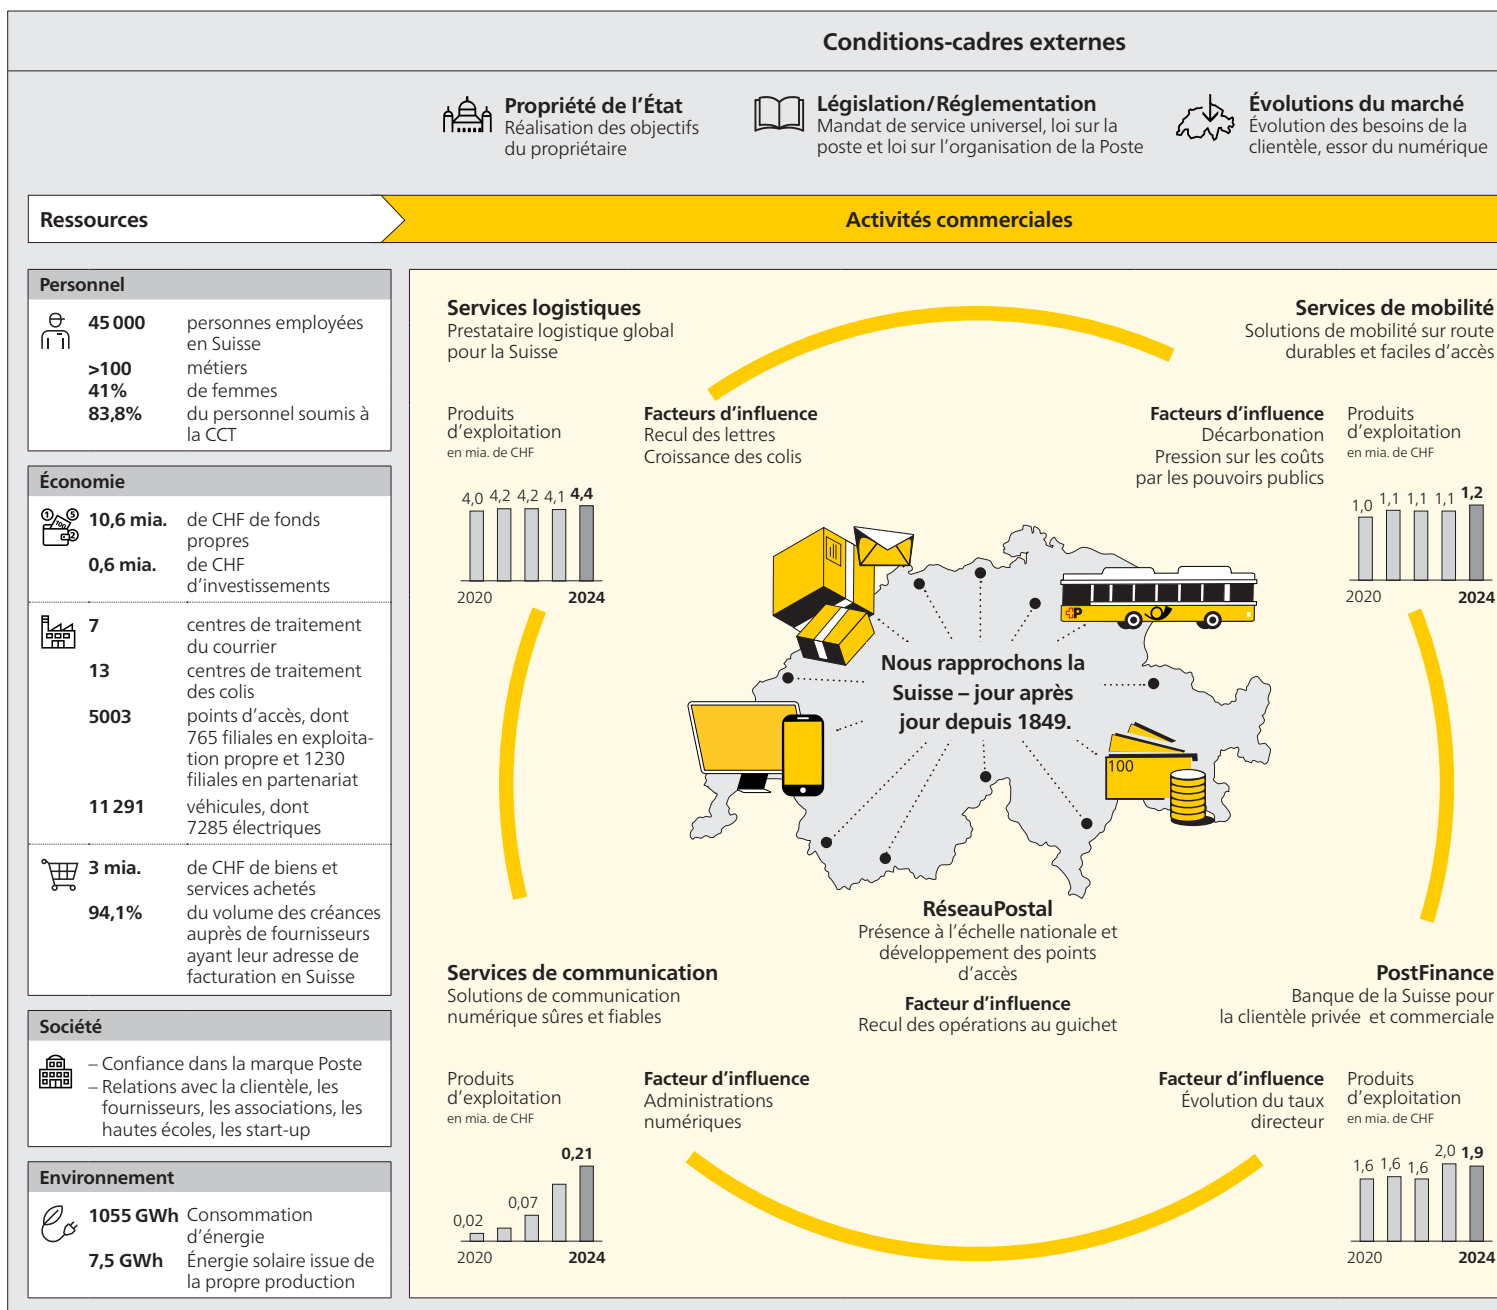 Conditions-cadres externes
Propriété de l’État
Réalisation des objectifs
du propriétaire
Législation/Réglementation
Mandat de service universel, loi sur la
poste et loi sur l’organisation de la Poste
Évolutions du marché
Évolution des besoins de la
clientèle, essor du numérique
Ressources
Activités commerciales
Personnel
45 000 personnes employées
en Suisse
>100 métiers
41% de femmes
83,8% du personnel soumis à
la CCT
Économie
10,6 mia. de CHF de fonds
propres
0,6 mia. de CHF
d’investissements
7 centres de traitement
du courrier
13 centres de traitement
des colis
5003 points d’accès, dont
765 filiales en exploita-
tion propre et 1230
filiales en partenariat
11 291 véhicules, dont
7285 électriques
3 mia. de CHF de biens et
services achetés
94,1% du volume des créances
auprès de fournisseurs
ayant leur adresse de
facturation en Suisse
Société
– Confiance dans la marque Poste
– Relations avec la clientèle, les
fournisseurs, les associations, les
hautes écoles, les start-up
Environnement
1055 GWh Consommation
d’énergie
7,5 GWh Énergie solaire issue de
la propre production
Services logistiques
Prestataire logistique global
pour la Suisse
Produits
d’exploitation
en mia. de CHF
4,0 4,2 4,2 4,1 4,4
2020 2024
Facteurs d’influence
Recul des lettres
Croissance des colis
Services de mobilité
Solutions de mobilité sur route
durables et faciles d’accès
Facteurs d’influence
Décarbonation
Pression sur les coûts
par les pouvoirs publics
Produits
d’exploitation
en mia. de CHF
1,0 1,1 1,1 1,1 1,2
2020 2024
P
Nous rapprochons la
Suisse – jour après
jour depuis 1849.
100
RéseauPostal
Présence à l’échelle nationale et
développement des points
d’accès
Facteur d’influence
Recul des opérations au guichet
Services de communication
Solutions de communication
numérique sûres et fiables
Produits
d’exploitation
en mia. de CHF
0,02 0,07 0,21
2020 2024
Facteur d’influence
Administrations
numériques
PostFinance
Banque de la Suisse pour
la clientèle privée et commerciale
Facteur d’influence
Évolution du taux
directeur
Produits
d’exploitation
en mia. de CHF
1,6 1,6 1,6 2,0 1,9
2020 2024